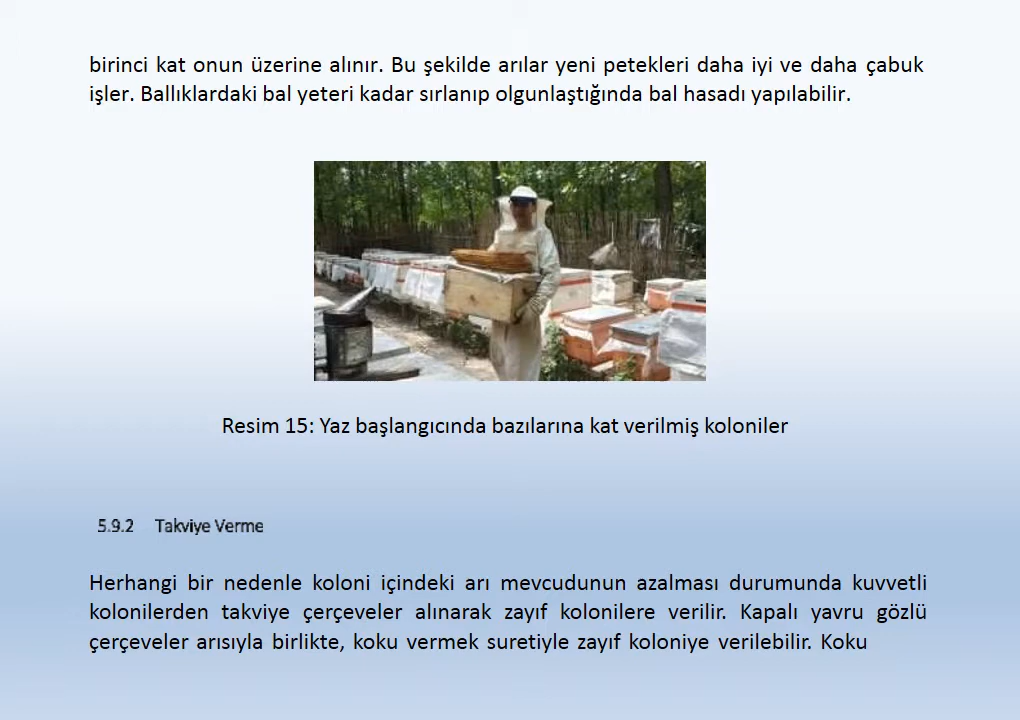 birinci kat onun üzerine alınır. Bu şekilde arılar yeni petekleri daha iyi ve daha çabuk
işler. Ballıklardaki bal yeteri kadar sırlanıp olgunlaştığında bal hasadı yapılabilir.
Resim 15: Yaz başlangıcında bazılarına kat verilmiş koloniler
5.9.2 Takviye Verme
Herhangi bir nedenle koloni içindeki arı mevcudunun azalması durumunda kuvvetli
kolonilerden takviye çerçeveler alınarak zayıf kolonilere verilir. Kapalı yavru gözlü
çerçeveler arısıyla birlikte, koku vermek suretiyle zayıf koloniye verilebilir. Koku